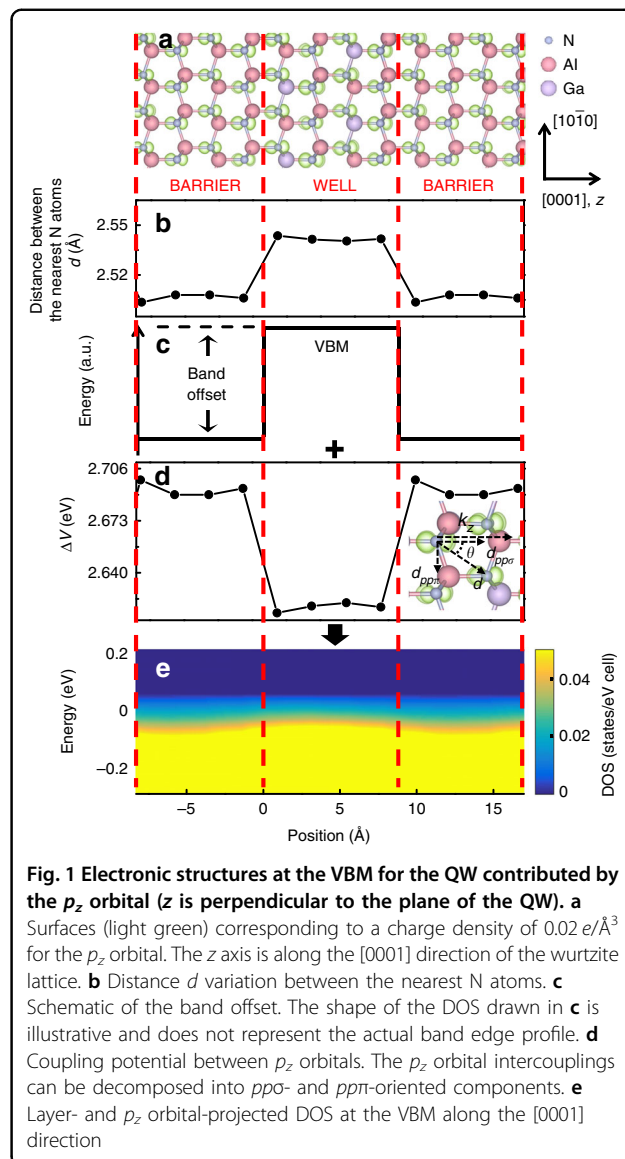 a
N
Al
Ga
[101̄0]
[0001], z
BARRIER WELL BARRIER
b
Distance between
the nearest N atoms
d (Å)
2.55
2.52
c
Energy (a.u.)
Band
offset
VBM
+
d
ΔV (eV)
2.706
2.673
2.640
k_z
d_ppσ
θ
d_ppπ
d
e
Energy (eV)
0.2
0
−0.2
0.04
0.02
0
DOS (states/eV cell)
−5 0 5 10 15
Position (Å)
Fig. 1 Electronic structures at the VBM for the QW contributed by
the p_z orbital (z is perpendicular to the plane of the QW). a
Surfaces (light green) corresponding to a charge density of 0.02 e/Å³
for the p_z orbital. The z axis is along the [0001] direction of the wurtzite
lattice. b Distance d variation between the nearest N atoms. c
Schematic of the band offset. The shape of the DOS drawn in c is
illustrative and does not represent the actual band edge profile. d
Coupling potential between p_z orbitals. The p_z orbital intercouplings
can be decomposed into ppσ- and ppπ-oriented components. e
Layer- and p_z orbital-projected DOS at the VBM along the [0001]
direction